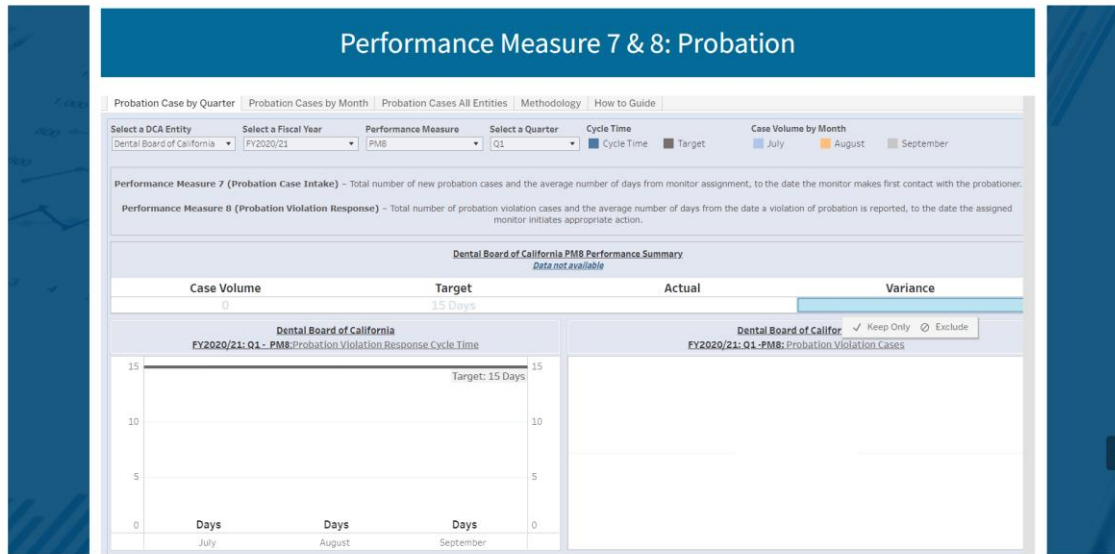 Performance Measure 7 & 8: Probation
Probation Case by Quarter Probation Cases by Month Probation Cases All Entities Methodology How to Guide
Select a DCA Entity Select a Fiscal Year Performance Measure Select a Quarter Cycle Time Case Volume by Month
Dental Board of California FY2020/21 PM8 Q1 Cycle Time Target July August September
Performance Measure 7 (Probation Case Intake) – Total number of new probation cases and the average number of days from monitor assignment, to the date the monitor makes first contact with the probationer.
Performance Measure 8 (Probation Violation Response) – Total number of probation violation cases and the average number of days from the date a violation of probation is reported, to the date the assigned
monitor initiates appropriate action.
Dental Board of California PM8 Performance Summary
Data not available
Case Volume Target Actual Variance
0 15 Days
Keep Only Exclude
Dental Board of California Dental Board of Califor
FY2020/21: Q1 - PM8:Probation Violation Response Cycle Time FY2020/21: Q1 -PM8: Probation Violation Cases
15 15
Target: 15 Days
10 10
5 5
0 Days Days Days 0
July August September